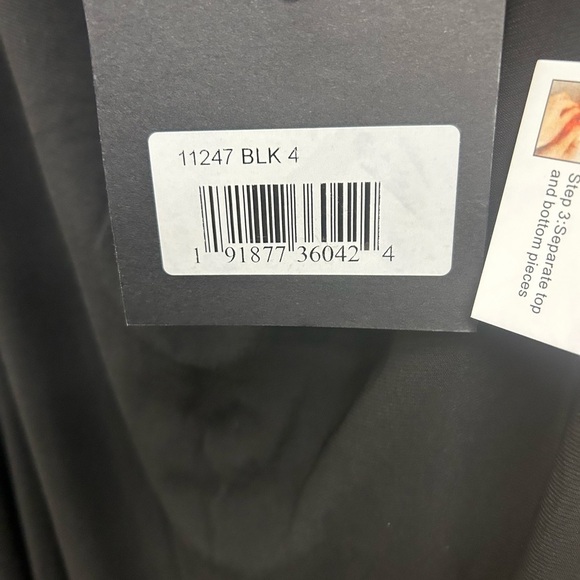 11247 BLK 4
1 91877 36042 4
Step 3:Separate top
and bottom pieces